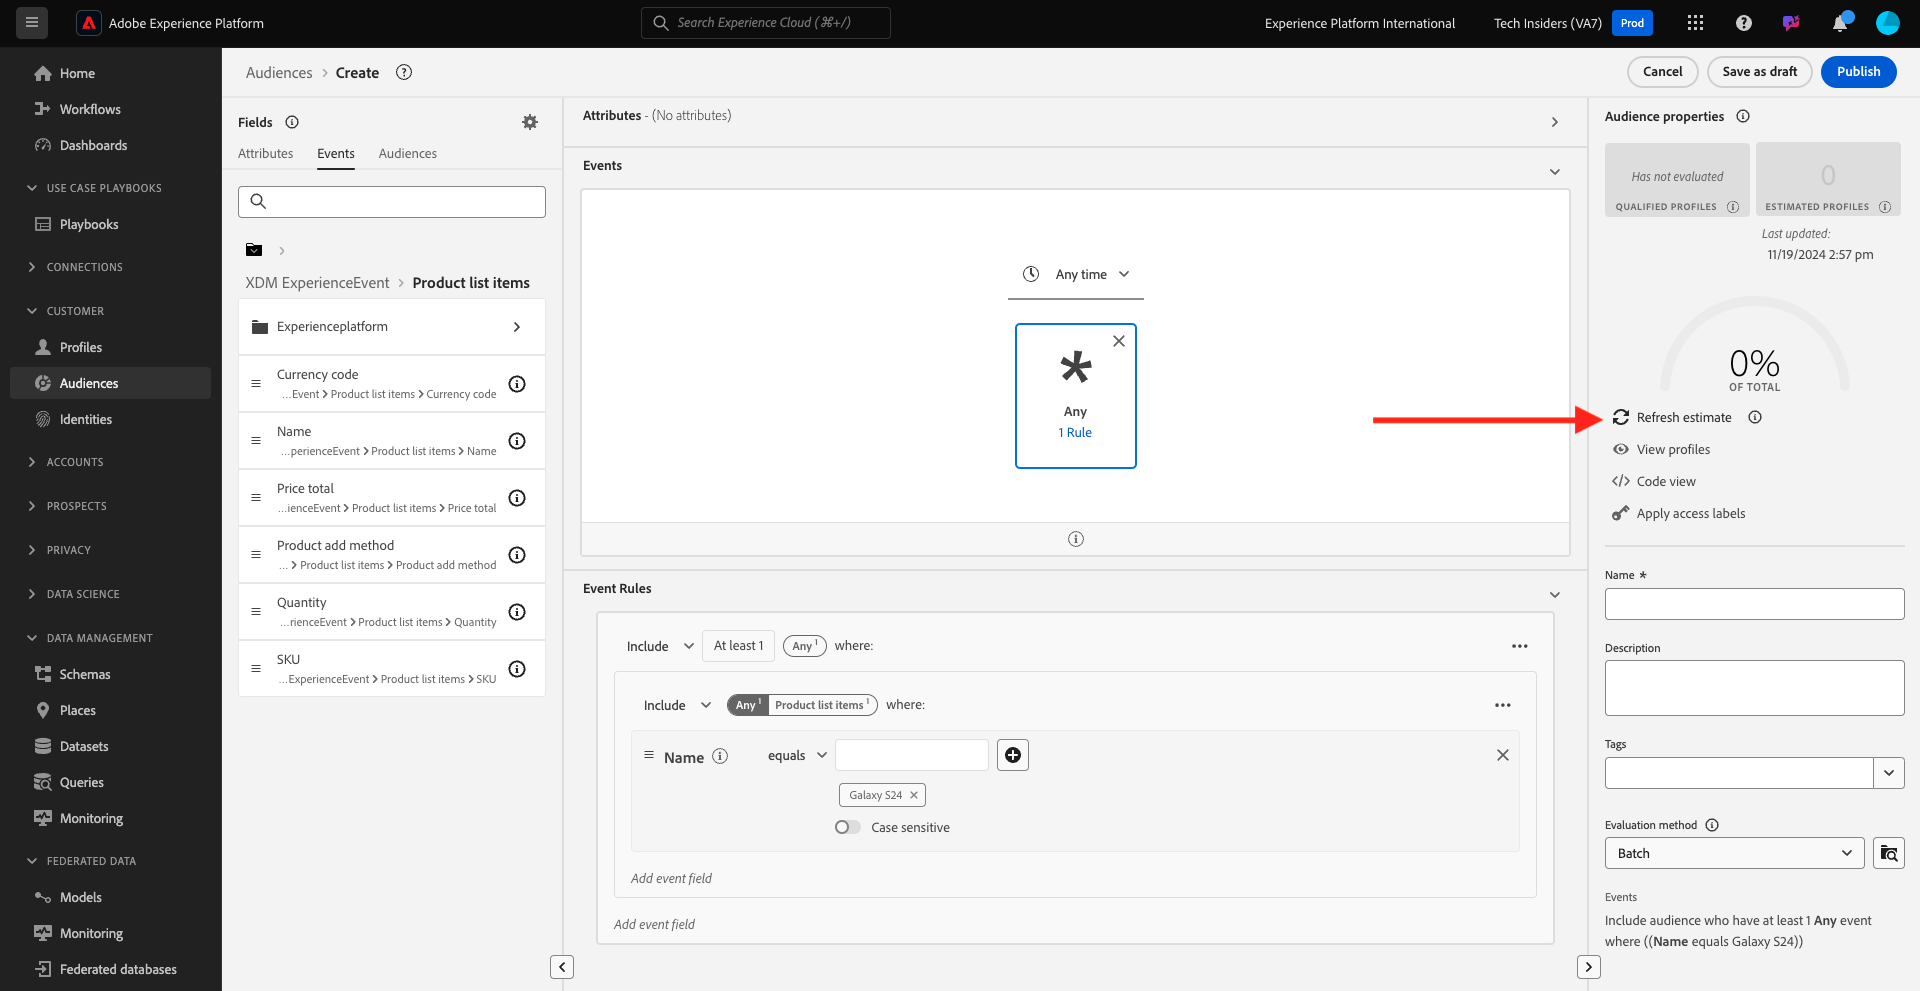 Adobe Experience Platform
Search Experience Cloud (⌘+/)
Experience Platform International
Tech Insiders (VA7)
Prod
Home
Workflows
Dashboards
USE CASE PLAYBOOKS
Playbooks
CONNECTIONS
CUSTOMER
Profiles
Audiences
Identities
ACCOUNTS
PROSPECTS
PRIVACY
DATA SCIENCE
DATA MANAGEMENT
Schemas
Places
Datasets
Queries
Monitoring
FEDERATED DATA
Models
Monitoring
Federated databases
Audiences > Create
Cancel
Save as draft
Publish
Fields
Attributes
Events
Audiences
XDM ExperienceEvent > Product list items
Experienceplatform
Currency code
...Event > Product list items > Currency code
Name
...perienceEvent > Product list items > Name
Price total
...ienceEvent > Product list items > Price total
Product add method
... > Product list items > Product add method
Quantity
...rienceEvent > Product list items > Quantity
SKU
...ExperienceEvent > Product list items > SKU
Attributes - (No attributes)
Events
Any time
*
Any
1 Rule
Event Rules
Include At least 1 Any 1 where:
Include Any 1 Product list items 1 where:
Name equals
Galaxy S24
Case sensitive
Add event field
Add event field
Audience properties
Has not evaluated
QUALIFIED PROFILES
0
ESTIMATED PROFILES
Last updated:
11/19/2024 2:57 pm
0%
OF TOTAL
Refresh estimate
View profiles
Code view
Apply access labels
Name *
Description
Tags
Evaluation method
Batch
Events
Include audience who have at least 1 Any event
where ((Name equals Galaxy S24))